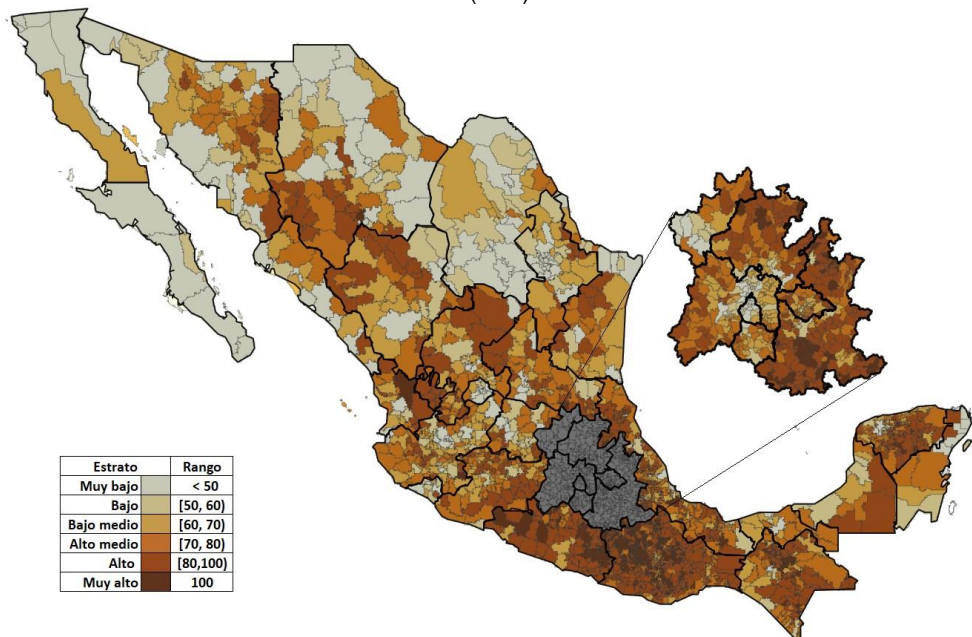 Estrato Rango
Muy bajo < 50
Bajo [50, 60)
Bajo medio [60, 70)
Alto medio [70, 80)
Alto [80,100)
Muy alto 100